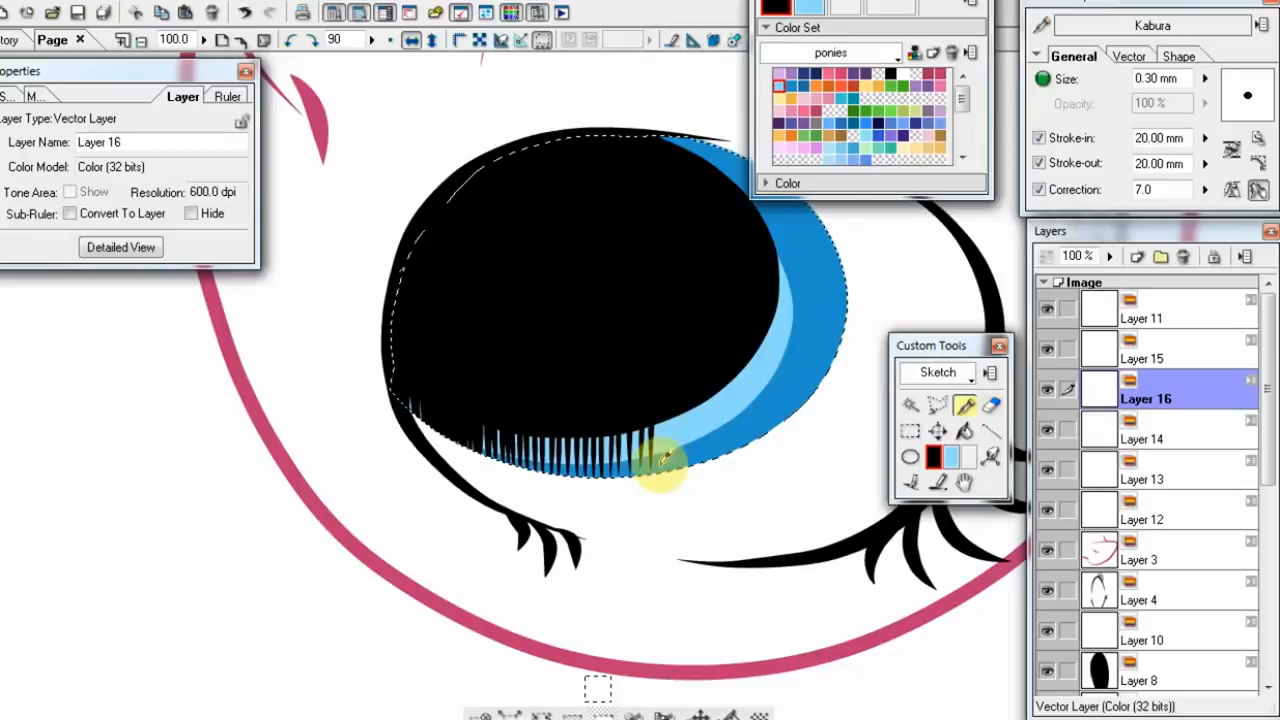 tory Page × 100.0 90
operties
S... M... Layer Ruler
ayer Type:Vector Layer
Layer Name: Layer 16
Color Model: Color (32 bits)
Tone Area: Show Resolution: 600.0 dpi
Sub-Ruler: Convert To Layer Hide
Detailed View
Color Set
ponies
Color
Kabura
General Vector Shape
Size: 0.30 mm
Opacity: 100 %
Stroke-in: 20.00 mm
Stroke-out: 20.00 mm
Correction: 7.0
Custom Tools
Sketch
Layers
100 %
Image
Layer 11
Layer 15
Layer 16
Layer 14
Layer 13
Layer 12
Layer 3
Layer 4
Layer 10
Layer 8
Vector Layer (Color (32 bits))